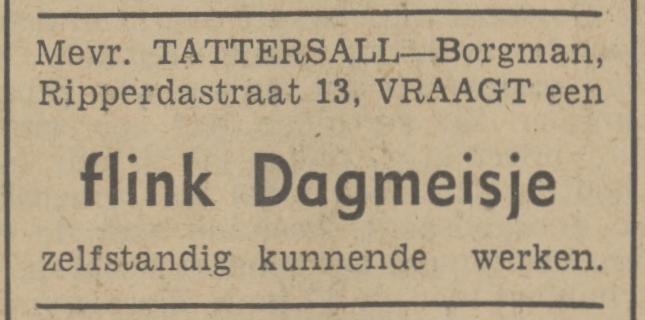 Mevr. TATTERSALL—Borgman,
Ripperdastraat 13, VRAAGT een
flink Dagmeisje
zelfstandig kunnende werken.